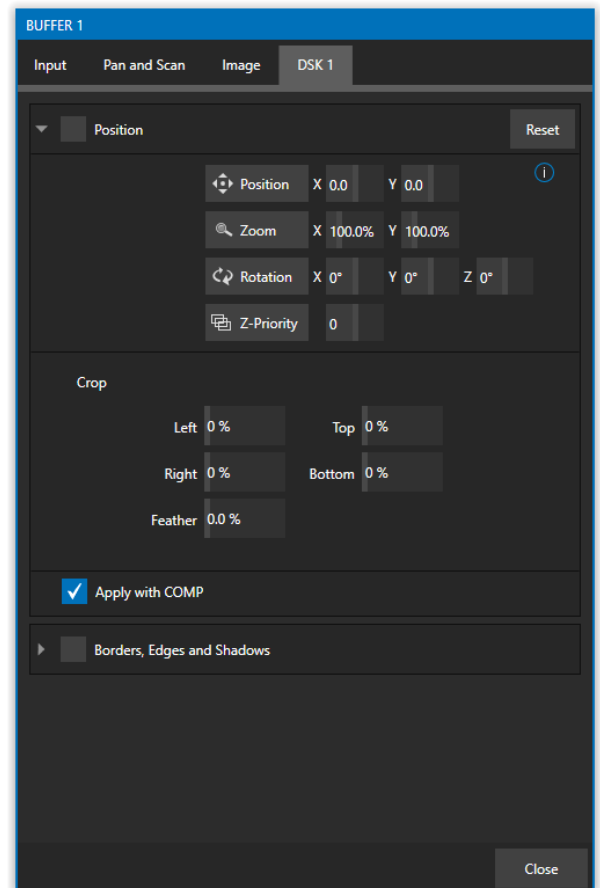 BUFFER 1
Input Pan and Scan Image DSK 1
Position Reset
Position X 0.0 Y 0.0
Zoom X 100.0% Y 100.0%
Rotation X 0° Y 0° Z 0°
Z-Priority 0
Crop
Left 0 % Top 0 %
Right 0 % Bottom 0 %
Feather 0.0 %
Apply with COMP
Borders, Edges and Shadows
Close